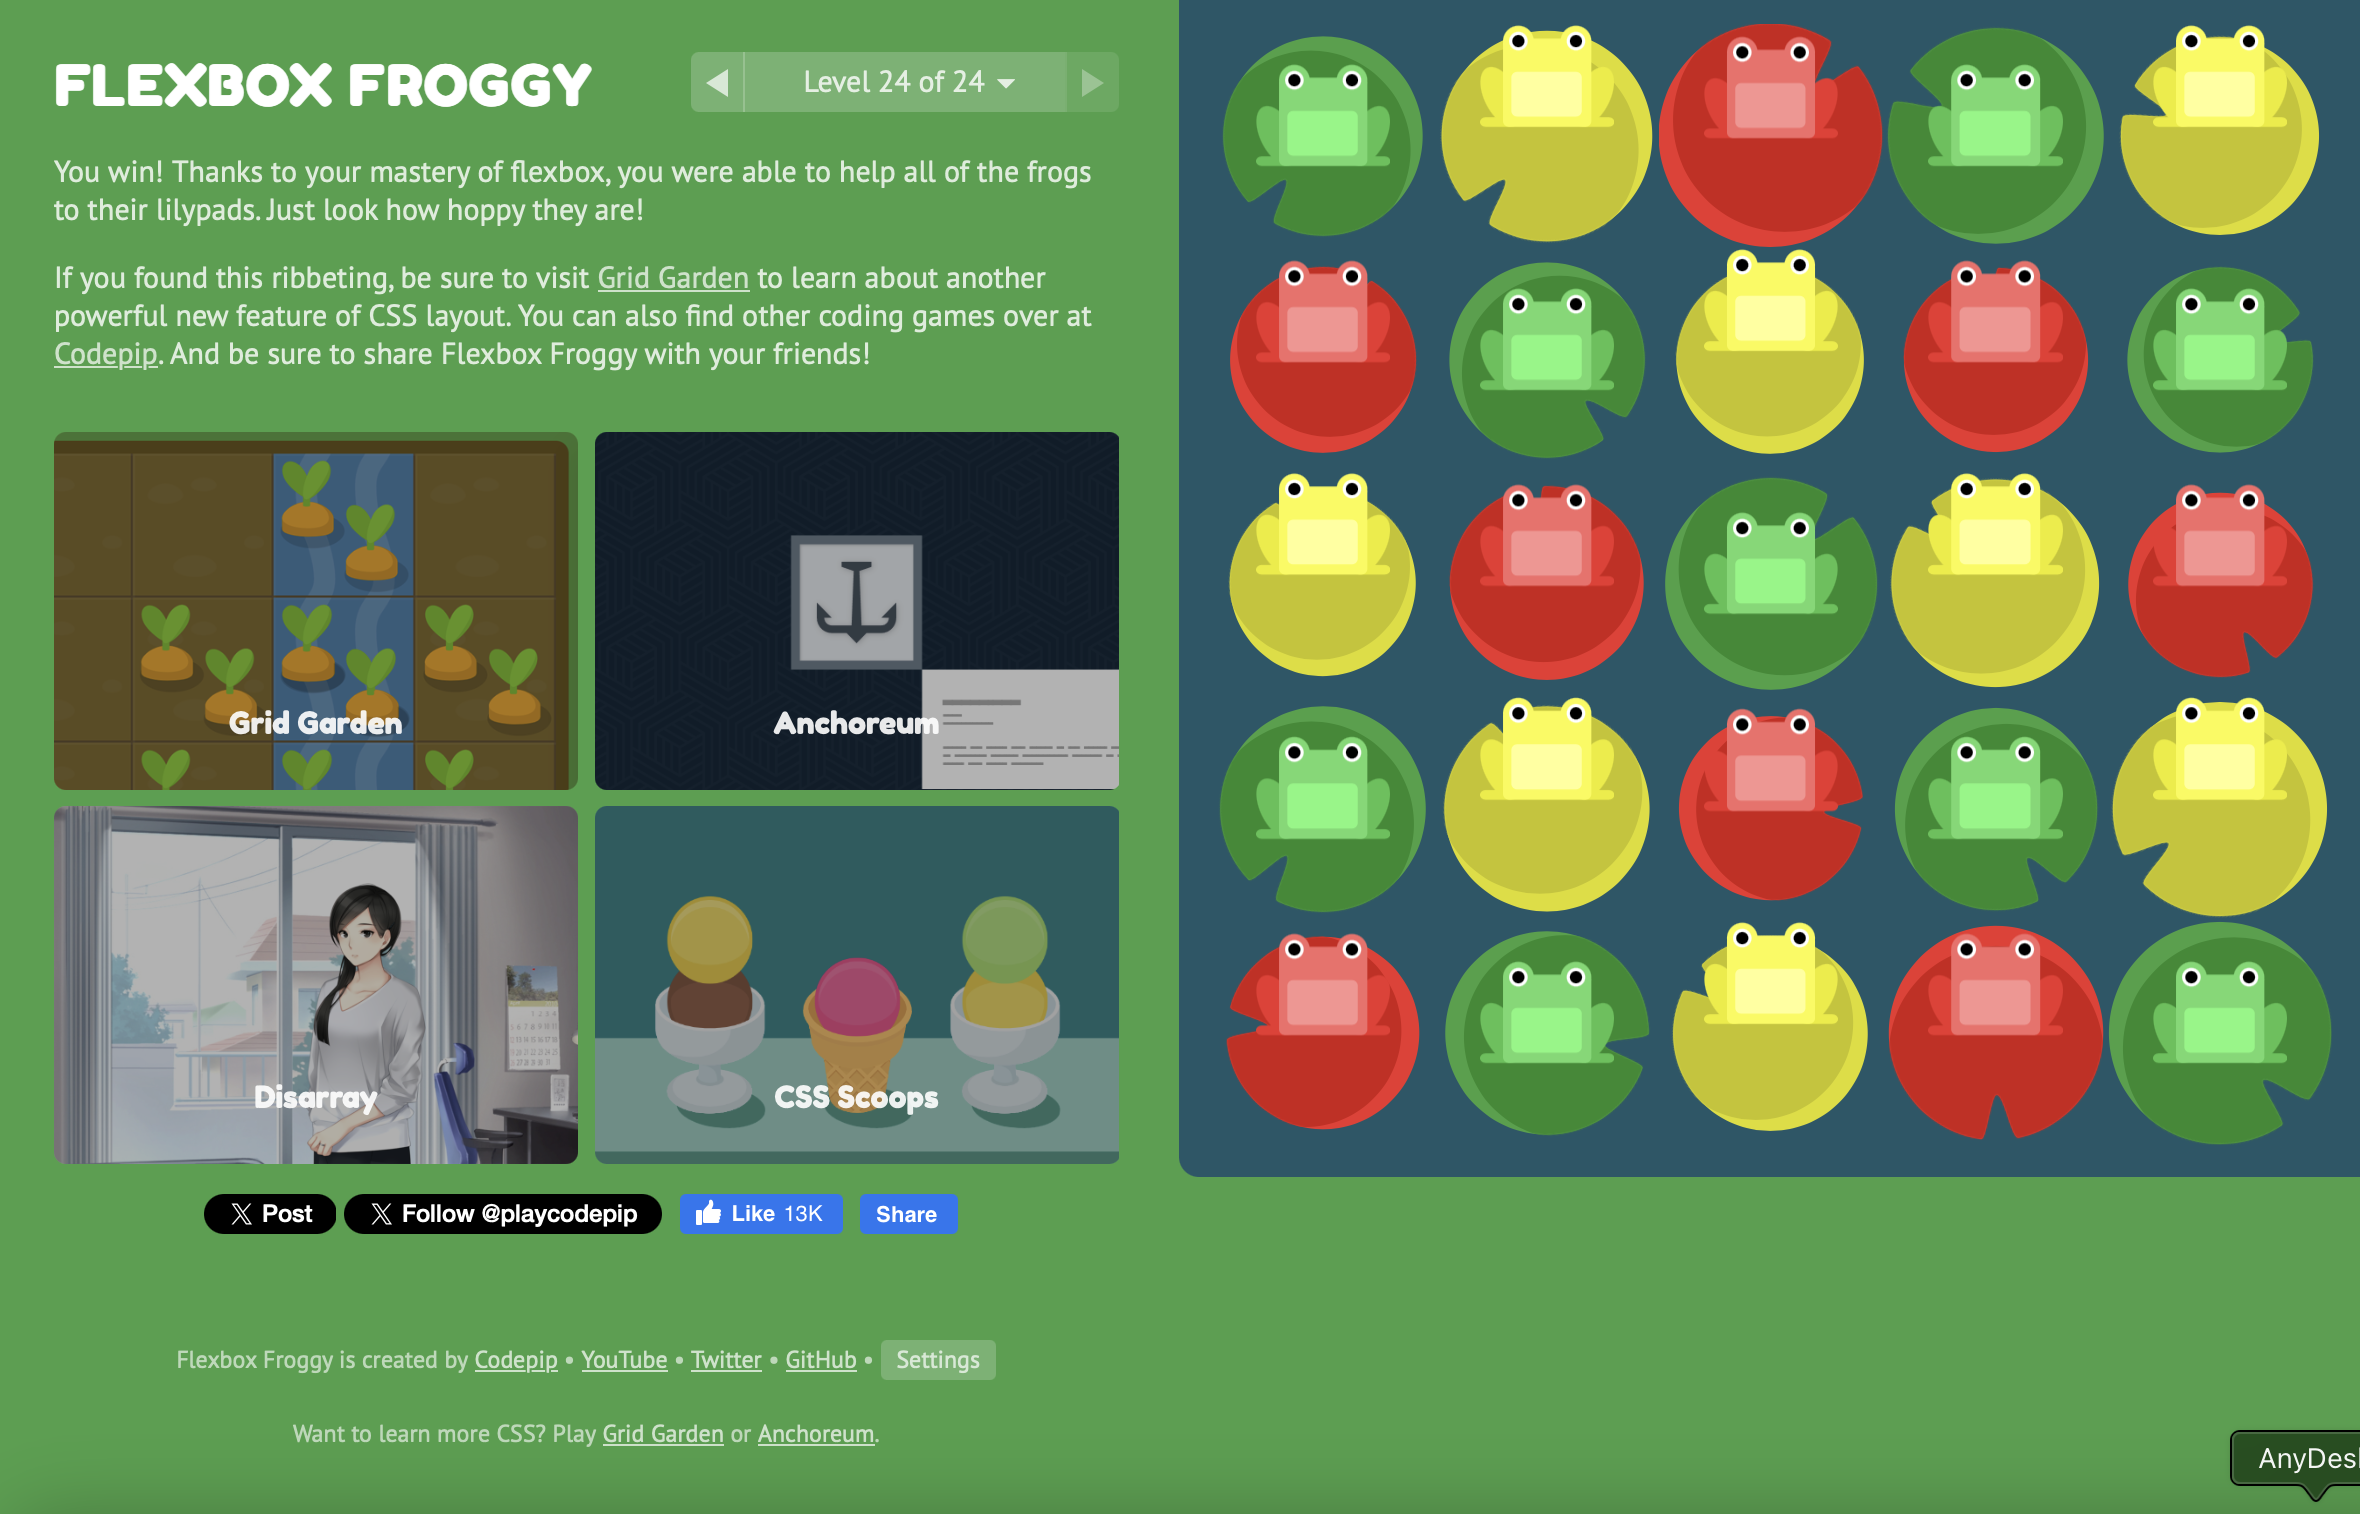 FLEXBOX FROGGY
Level 24 of 24
You win! Thanks to your mastery of flexbox, you were able to help all of the frogs
to their lilypads. Just look how hoppy they are!
If you found this ribbeting, be sure to visit Grid Garden to learn about another
powerful new feature of CSS layout. You can also find other coding games over at
Codepip. And be sure to share Flexbox Froggy with your friends!
Grid Garden
Anchoreum
Disarray
CSS Scoops
Post
Follow @playcodepip
Like 13K
Share
Flexbox Froggy is created by Codepip • YouTube • Twitter • GitHub • Settings
Want to learn more CSS? Play Grid Garden or Anchoreum.